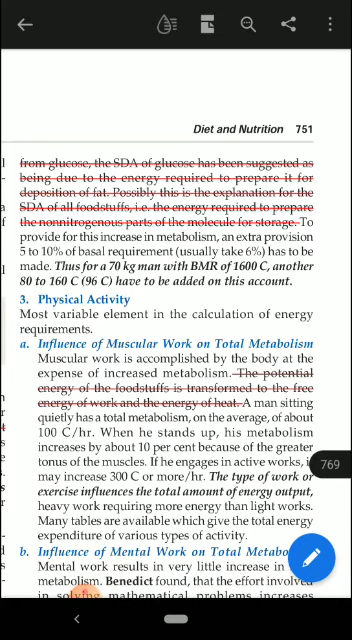 Diet and Nutrition 751
from glucose, the SDA of glucose has been suggested as
being due to the energy required to prepare it for
deposition of fat. Possibly this is the explanation for the
SDA of all foodstuffs, i.e. the energy required to prepare
the nonnitrogenous parts of the molecule for storage. To
provide for this increase in metabolism, an extra provision
5 to 10% of basal requirement (usually take 6%) has to be
made. Thus for a 70 kg man with BMR of 1600 C, another
80 to 160 C (96 C) have to be added on this account.
3. Physical Activity
Most variable element in the calculation of energy
requirements.
a. Influence of Muscular Work on Total Metabolism
Muscular work is accomplished by the body at the
expense of increased metabolism. The potential
energy of the foodstuffs is transformed to the free
energy of work and the energy of heat. A man sitting
quietly has a total metabolism, on the average, of about
100 C/hr. When he stands up, his metabolism
increases by about 10 per cent because of the greater
tonus of the muscles. If he engages in active works, i
may increase 300 C or more/hr. The type of work or
769
exercise influences the total amount of energy output,
heavy work requiring more energy than light works.
Many tables are available which give the total energy
expenditure of various types of activity.
b. Influence of Mental Work on Total Metabo
Mental work results in very little increase in
metabolism. Benedict found, that the effort involve
in solving mathematical problems increases